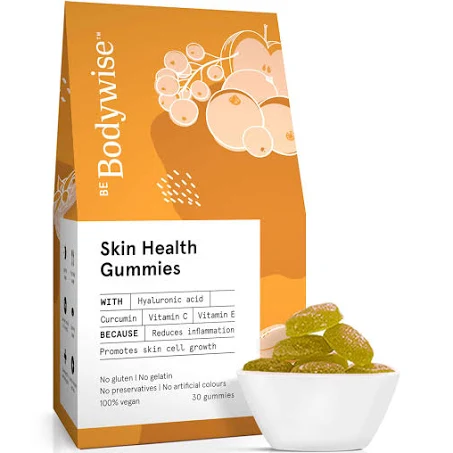 BE Bodywise™
Skin Health
Gummies
WITH Hyaluronic acid
Curcumin Vitamin C Vitamin E
BECAUSE Reduces inflammation
Promotes skin cell growth
No gluten | No gelatin
No preservatives | No artificial colours
100% vegan 30 gummies